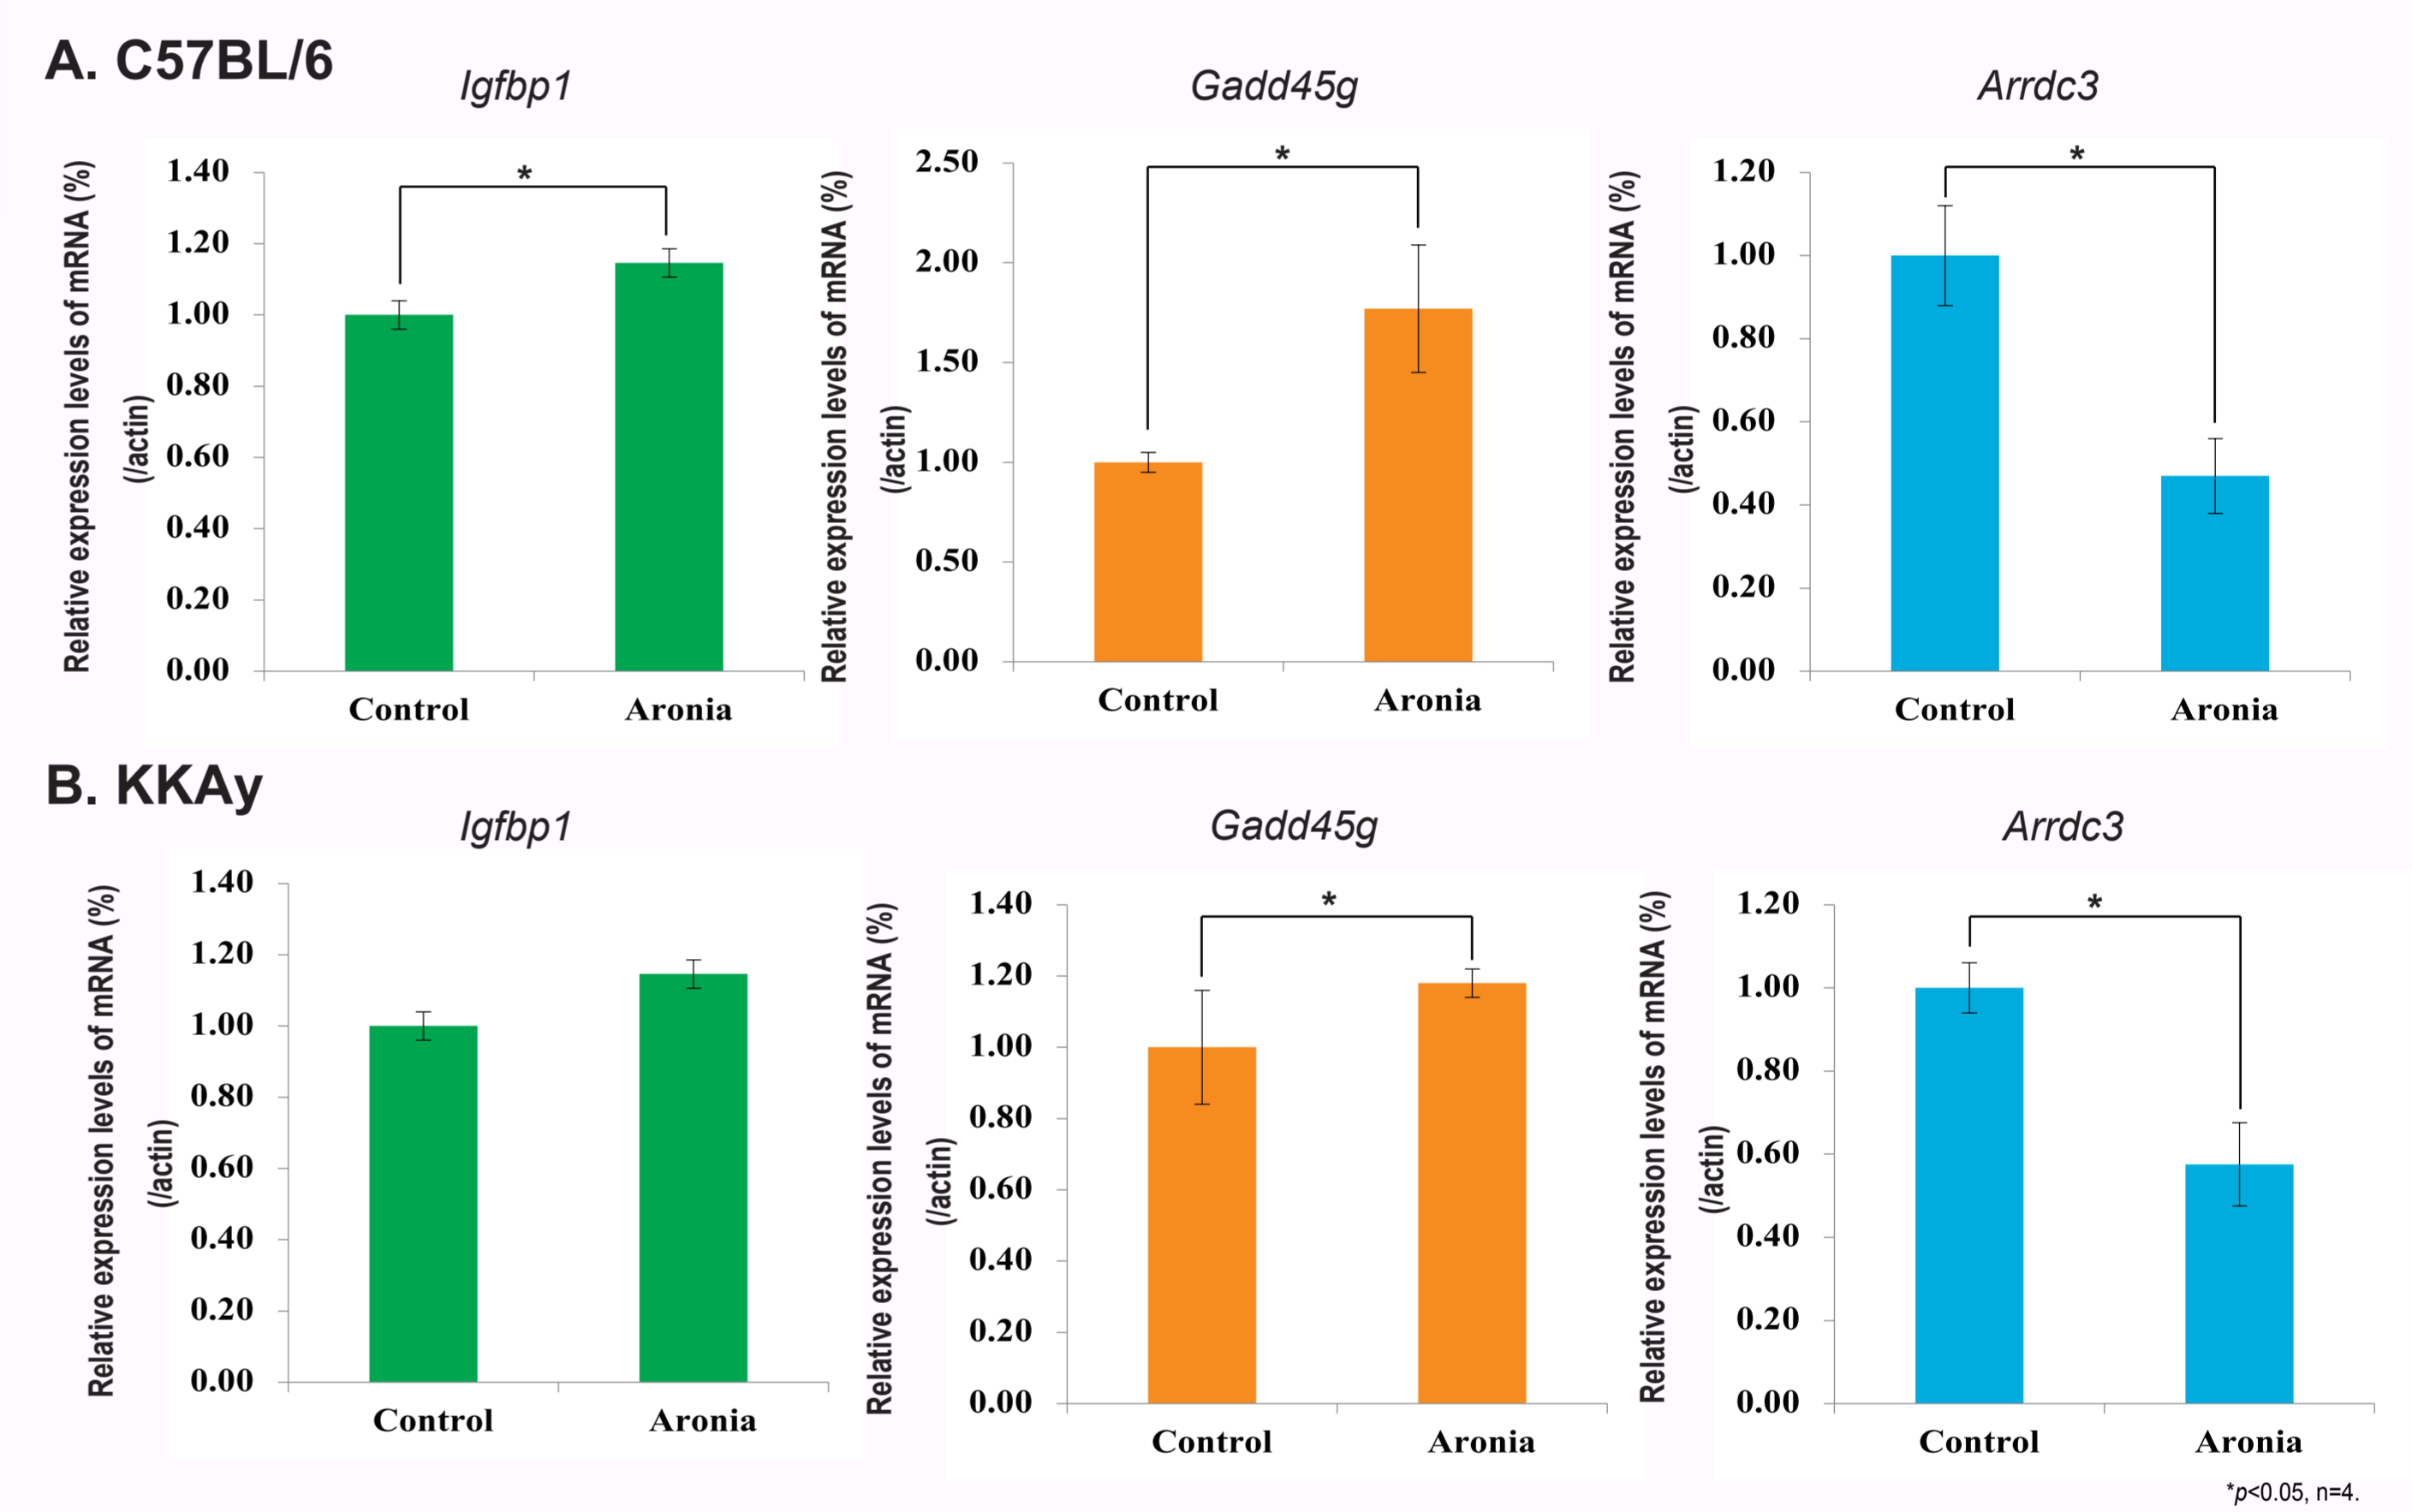 A. C57BL/6
Igfbp1
Gadd45g
Arrdc3
Relative expression levels of mRNA (%)
(/actin)
1.40
1.20
1.00
0.80
0.60
0.40
0.20
0.00
Control Aronia
*
Relative expression levels of mRNA (%)
(/actin)
2.50
2.00
1.50
1.00
0.50
0.00
Control Aronia
*
Relative expression levels of mRNA (%)
(/actin)
1.20
1.00
0.80
0.60
0.40
0.20
0.00
Control Aronia
*
B. KKAy
Igfbp1
Gadd45g
Arrdc3
Relative expression levels of mRNA (%)
(/actin)
1.40
1.20
1.00
0.80
0.60
0.40
0.20
0.00
Control Aronia
Relative expression levels of mRNA (%)
(/actin)
1.40
1.20
1.00
0.80
0.60
0.40
0.20
0.00
Control Aronia
*
Relative expression levels of mRNA (%)
(/actin)
1.20
1.00
0.80
0.60
0.40
0.20
0.00
Control Aronia
*
*p<0.05, n=4.